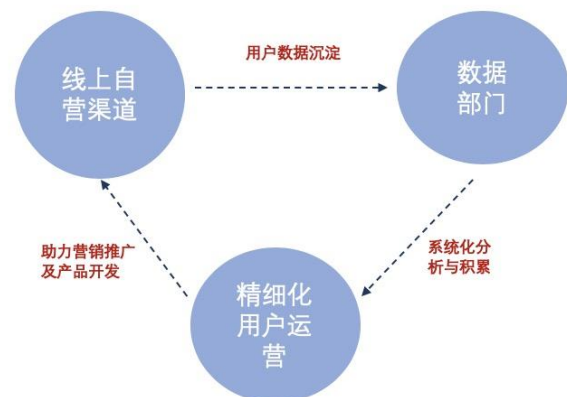 线上自
营渠道
用户数据沉淀
数据
部门
助力营销推广
及产品开发
系统化分
析与积累
精细化
用户运
营